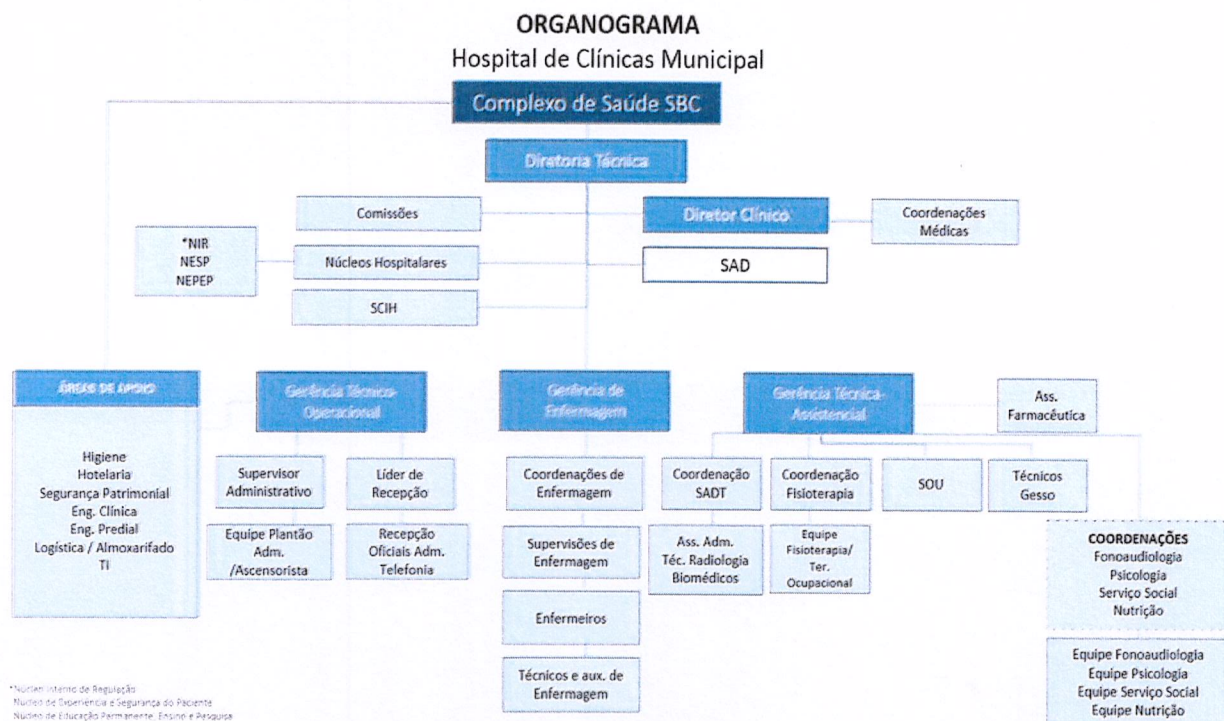 ORGANOGRAMA
Hospital de Clínicas Municipal
Complexo de Saúde SBC
Diretoria Técnica
Comissões
Diretor Clínico
Coordenações
Médicas
*NIR
NESP
NEPEP
Núcleos Hospitalares
SAD
SCIH
ÁREAS DE APOIO
Higiene
Hotelaria
Segurança Patrimonial
Eng. Clínica
Eng. Predial
Logística / Almoxarifado
TI
Gerência Técnico-
Operacional
Supervisor
Administrativo
Equipe Plantão
Adm.
/Ascensorista
Líder de
Recepção
Recepção
Oficiais Adm.
Telefonia
Gerência de
Enfermagem
Coordenações de
Enfermagem
Supervisões de
Enfermagem
Enfermeiros
Técnicos e aux. de
Enfermagem
Gerência Técnica-
Assistencial
Ass.
Farmacêutica
Coordenação
SADT
Ass. Adm.
Téc. Radiologia
Biomédicos
Coordenação
Fisioterapia
Equipe
Fisioterapia/
Ter.
Ocupacional
SOU
Técnicos
Gesso
COORDENAÇÕES
Fonoaudiologia
Psicologia
Serviço Social
Nutrição
Equipe Fonoaudiologia
Equipe Psicologia
Equipe Serviço Social
Equipe Nutrição
*Núcleo Interno de Regulação
Núcleo de Experiência e Segurança do Paciente
Núcleo de Educação Permanente, Ensino e Pesquisa